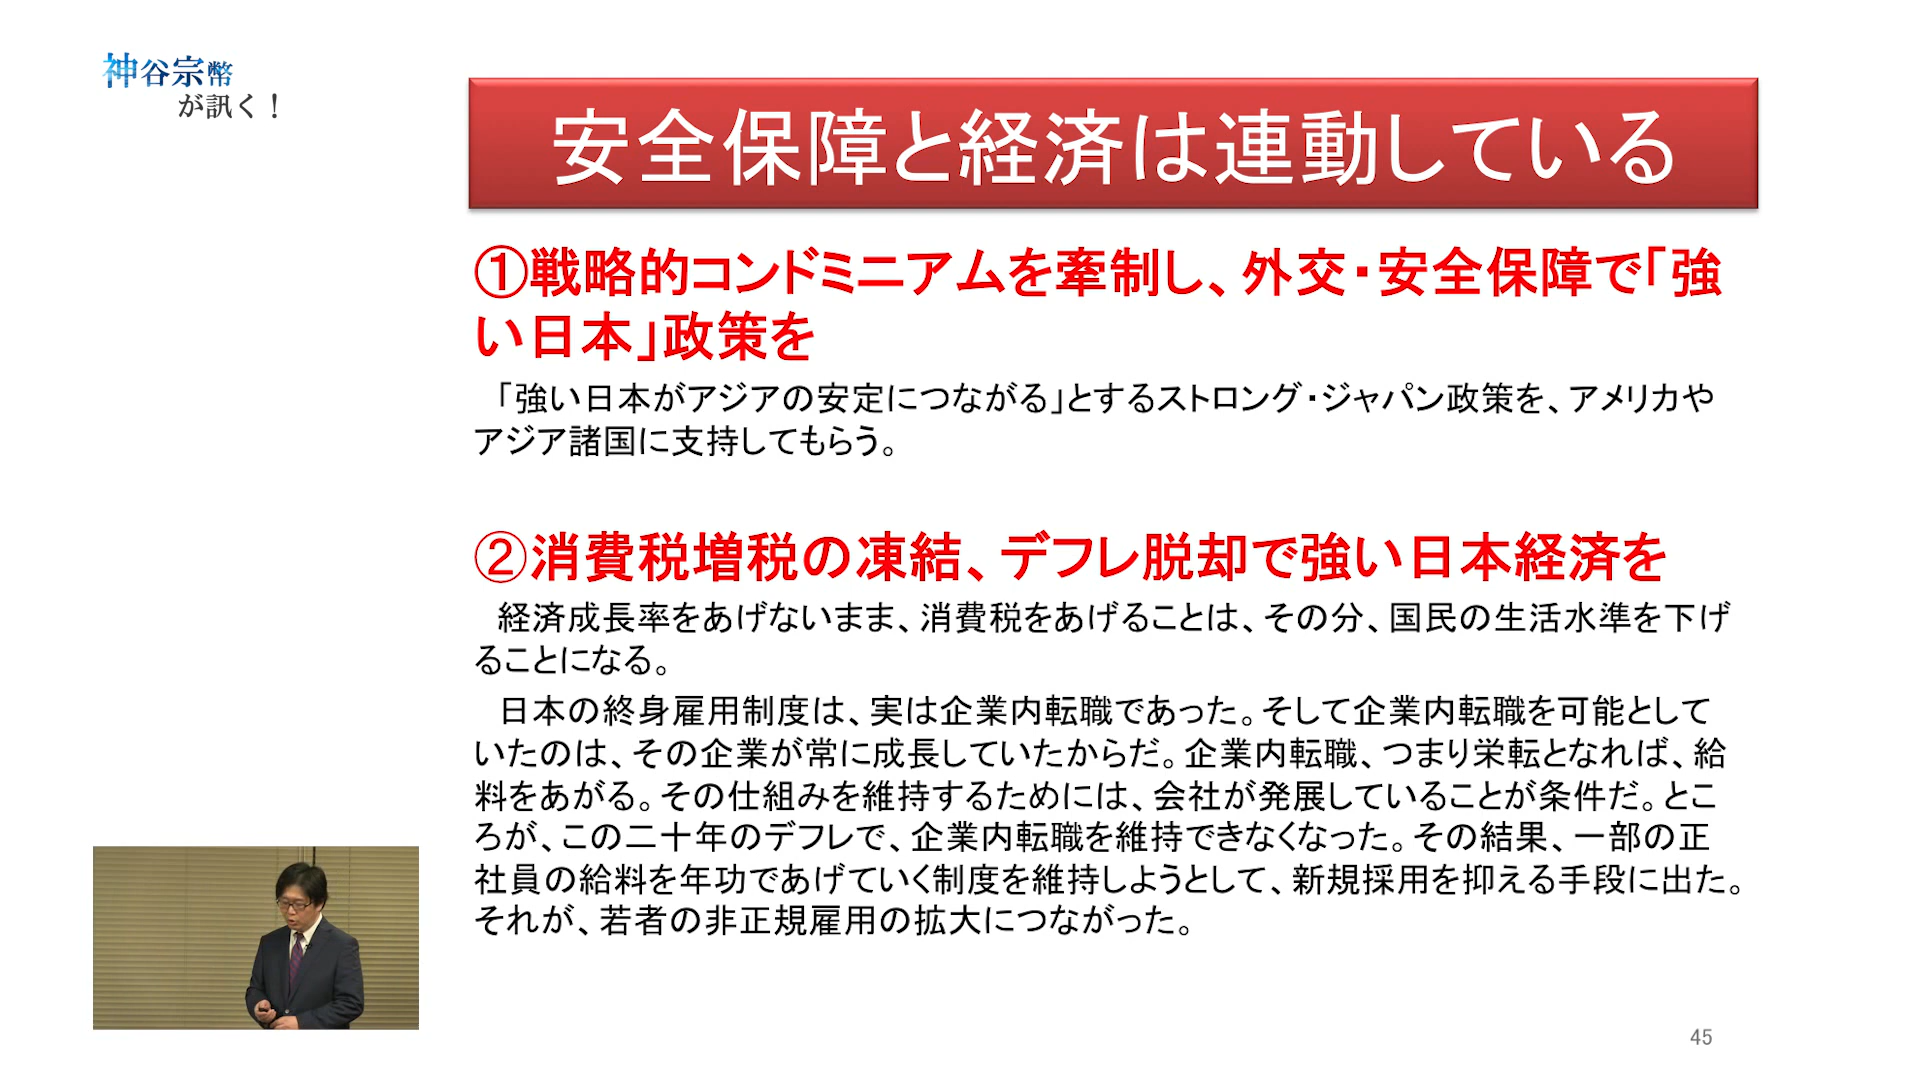 神谷宗幣
が訊く！
安全保障と経済は連動している
①戦略的コンドミニアムを牽制し、外交・安全保障で「強
い日本」政策を
「強い日本がアジアの安定につながる」とするストロング・ジャパン政策を、アメリカや
アジア諸国に支持してもらう。
②消費税増税の凍結、デフレ脱却で強い日本経済を
経済成長率をあげないまま、消費税をあげることは、その分、国民の生活水準を下げ
ることになる。
日本の終身雇用制度は、実は企業内転職であった。そして企業内転職を可能として
いたのは、その企業が常に成長していたからだ。企業内転職、つまり栄転となれば、給
料をあがる。その仕組みを維持するためには、会社が発展していることが条件だ。とこ
ろが、この二十年のデフレで、企業内転職を維持できなくなった。その結果、一部の正
社員の給料を年功であげていく制度を維持しようとして、新規採用を抑える手段に出た。
それが、若者の非正規雇用の拡大につながった。
45